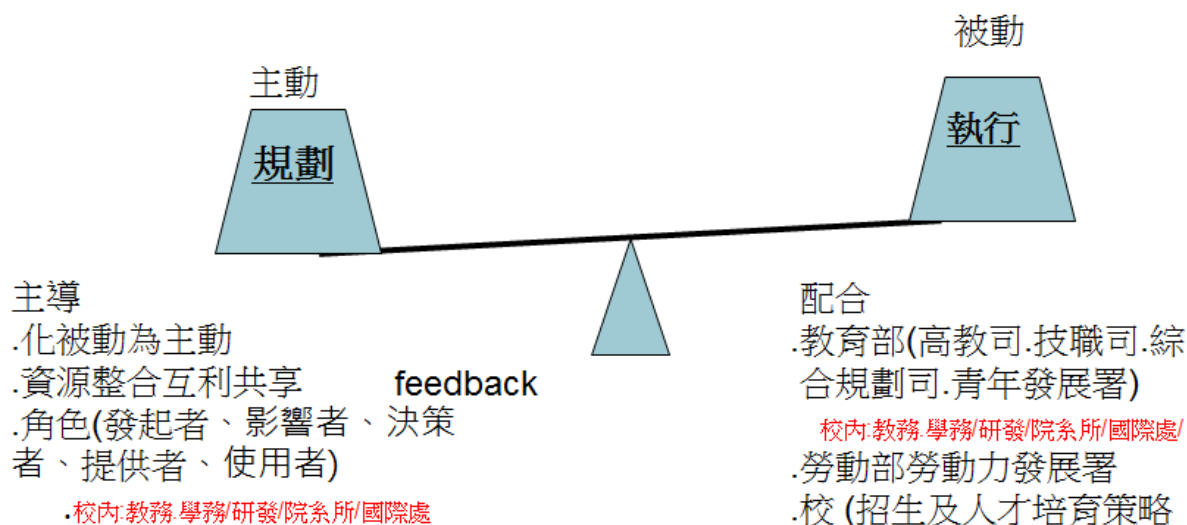 被動
主動
執行
規劃
主導
.化被動為主動
.資源整合互利共享
.角色(發起者、影響者、決策
者、提供者、使用者)
.校內:教務.學務/研發/院系所/國際處
feedback
配合
.教育部(高教司.技職司.綜
合規劃司.青年發展署)
校內:教務.學務/研發/院系所/國際處/
.勞動部勞動力發展署
.校 (招生及人才培育策略